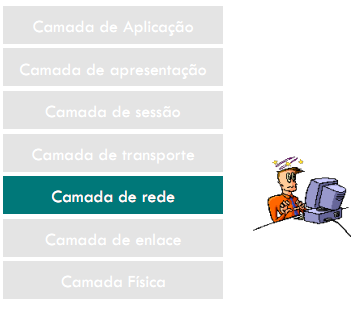 Camada de Aplicação
Camada de apresentação
Camada de sessão
Camada de transporte
Camada de rede
Camada de enlace
Camada Física